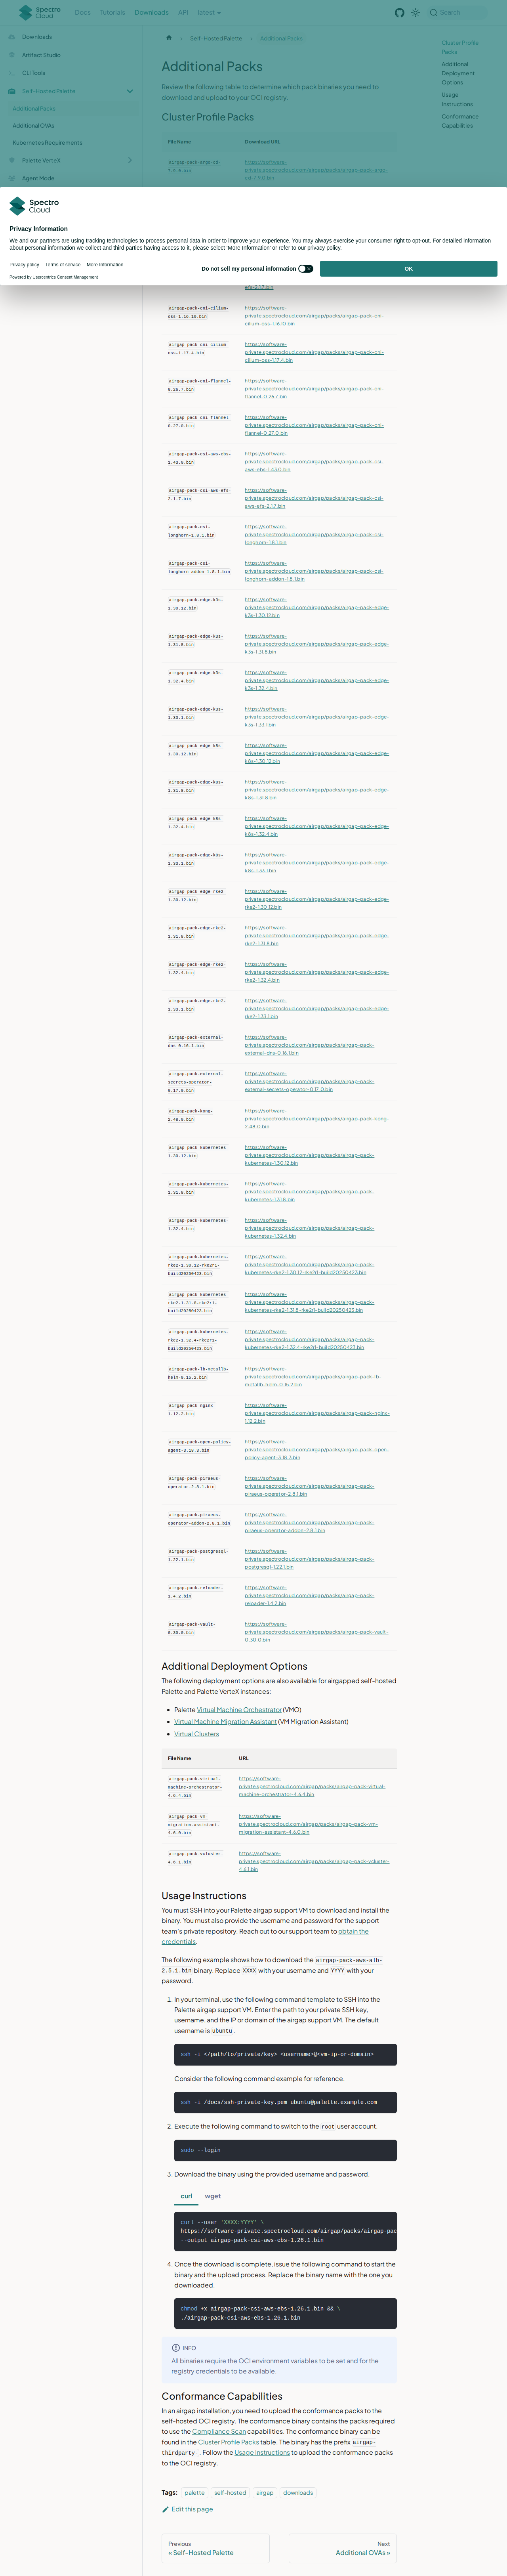 Spectro Cloud
Docs
Tutorials
Downloads
API
latest
Search
Downloads
Artifact Studio
CLI Tools
Self-Hosted Palette
Additional Packs
Additional OVAs
Kubernetes Requirements
Palette VerteX
Agent Mode
Self-Hosted Palette
Additional Packs
Cluster Profile Packs
Additional Deployment Options
Usage Instructions
Conformance Capabilities
Additional Packs
Review the following table to determine which pack binaries you need to
download and upload to your OCI registry.
Cluster Profile Packs
File Name
Download URL
Spectro Cloud
Privacy Information
We and our partners are using tracking technologies to process personal data in order to improve your experience. You may always exercise your consumer right to opt-out. For detailed information
about personal information we collect and third parties having access to it, please select 'More Information' or refer to our privacy policy.
Privacy policy
Terms of service
More Information
Powered by Usercentrics Consent Management
Do not sell my personal information
OK
efs-2.1.7.bin
airgap-pack-cni-cilium-
oss-1.16.10.bin
https://software-
private.spectrocloud.com/airgap/packs/airgap-pack-cni-
cilium-oss-1.16.10.bin
airgap-pack-cni-cilium-
oss-1.17.4.bin
https://software-
private.spectrocloud.com/airgap/packs/airgap-pack-cni-
cilium-oss-1.17.4.bin
airgap-pack-cni-flannel-
0.26.7.bin
https://software-
private.spectrocloud.com/airgap/packs/airgap-pack-cni-
flannel-0.26.7.bin
airgap-pack-cni-flannel-
0.27.0.bin
https://software-
private.spectrocloud.com/airgap/packs/airgap-pack-cni-
flannel-0.27.0.bin
airgap-pack-csi-aws-ebs-
1.43.0.bin
https://software-
private.spectrocloud.com/airgap/packs/airgap-pack-csi-
aws-ebs-1.43.0.bin
airgap-pack-csi-aws-efs-
2.1.7.bin
https://software-
private.spectrocloud.com/airgap/packs/airgap-pack-csi-
aws-efs-2.1.7.bin
airgap-pack-csi-
longhorn-1.8.1.bin
https://software-
private.spectrocloud.com/airgap/packs/airgap-pack-csi-
longhorn-1.8.1.bin
airgap-pack-csi-
longhorn-addon-1.8.1.bin
https://software-
private.spectrocloud.com/airgap/packs/airgap-pack-csi-
longhorn-addon-1.8.1.bin
airgap-pack-edge-k3s-
1.30.12.bin
https://software-
private.spectrocloud.com/airgap/packs/airgap-pack-edge-
k3s-1.30.12.bin
airgap-pack-edge-k3s-
1.31.8.bin
https://software-
private.spectrocloud.com/airgap/packs/airgap-pack-edge-
k3s-1.31.8.bin
airgap-pack-edge-k3s-
1.32.4.bin
https://software-
private.spectrocloud.com/airgap/packs/airgap-pack-edge-
k3s-1.32.4.bin
airgap-pack-edge-k3s-
1.33.1.bin
https://software-
private.spectrocloud.com/airgap/packs/airgap-pack-edge-
k3s-1.33.1.bin
airgap-pack-edge-k8s-
1.30.12.bin
https://software-
private.spectrocloud.com/airgap/packs/airgap-pack-edge-
k8s-1.30.12.bin
airgap-pack-edge-k8s-
1.31.8.bin
https://software-
private.spectrocloud.com/airgap/packs/airgap-pack-edge-
k8s-1.31.8.bin
airgap-pack-edge-k8s-
1.32.4.bin
https://software-
private.spectrocloud.com/airgap/packs/airgap-pack-edge-
k8s-1.32.4.bin
airgap-pack-edge-k8s-
1.33.1.bin
https://software-
private.spectrocloud.com/airgap/packs/airgap-pack-edge-
k8s-1.33.1.bin
airgap-pack-edge-rke2-
1.30.12.bin
https://software-
private.spectrocloud.com/airgap/packs/airgap-pack-edge-
rke2-1.30.12.bin
airgap-pack-edge-rke2-
1.31.8.bin
https://software-
private.spectrocloud.com/airgap/packs/airgap-pack-edge-
rke2-1.31.8.bin
airgap-pack-edge-rke2-
1.32.4.bin
https://software-
private.spectrocloud.com/airgap/packs/airgap-pack-edge-
rke2-1.32.4.bin
airgap-pack-edge-rke2-
1.33.1.bin
https://software-
private.spectrocloud.com/airgap/packs/airgap-pack-edge-
rke2-1.33.1.bin
airgap-pack-external-
dns-0.16.1.bin
https://software-
private.spectrocloud.com/airgap/packs/airgap-pack-
external-dns-0.16.1.bin
airgap-pack-external-
secrets-operator-
0.17.0.bin
https://software-
private.spectrocloud.com/airgap/packs/airgap-pack-
external-secrets-operator-0.17.0.bin
airgap-pack-kong-
2.48.0.bin
https://software-
private.spectrocloud.com/airgap/packs/airgap-pack-kong-
2.48.0.bin
airgap-pack-kubernetes-
1.30.12.bin
https://software-
private.spectrocloud.com/airgap/packs/airgap-pack-
kubernetes-1.30.12.bin
airgap-pack-kubernetes-
1.31.8.bin
https://software-
private.spectrocloud.com/airgap/packs/airgap-pack-
kubernetes-1.31.8.bin
airgap-pack-kubernetes-
1.32.4.bin
https://software-
private.spectrocloud.com/airgap/packs/airgap-pack-
kubernetes-1.32.4.bin
airgap-pack-kubernetes-
rke2-1.30.12-rke2r1-
build20250423.bin
https://software-
private.spectrocloud.com/airgap/packs/airgap-pack-
kubernetes-rke2-1.30.12-rke2r1-build20250423.bin
airgap-pack-kubernetes-
rke2-1.31.8-rke2r1-
build20250423.bin
https://software-
private.spectrocloud.com/airgap/packs/airgap-pack-
kubernetes-rke2-1.31.8-rke2r1-build20250423.bin
airgap-pack-kubernetes-
rke2-1.32.4-rke2r1-
build20250423.bin
https://software-
private.spectrocloud.com/airgap/packs/airgap-pack-
kubernetes-rke2-1.32.4-rke2r1-build20250423.bin
airgap-pack-lb-metallb-
helm-0.15.2.bin
https://software-
private.spectrocloud.com/airgap/packs/airgap-pack-lb-
metallb-helm-0.15.2.bin
airgap-pack-nginx-
1.12.2.bin
https://software-
private.spectrocloud.com/airgap/packs/airgap-pack-nginx-
1.12.2.bin
airgap-pack-open-policy-
agent-3.18.3.bin
https://software-
private.spectrocloud.com/airgap/packs/airgap-pack-open-
policy-agent-3.18.3.bin
airgap-pack-piraeus-
operator-2.8.1.bin
https://software-
private.spectrocloud.com/airgap/packs/airgap-pack-
piraeus-operator-2.8.1.bin
airgap-pack-piraeus-
operator-addon-2.8.1.bin
https://software-
private.spectrocloud.com/airgap/packs/airgap-pack-
piraeus-operator-addon-2.8.1.bin
airgap-pack-postgresql-
1.22.1.bin
https://software-
private.spectrocloud.com/airgap/packs/airgap-pack-
postgresql-1.22.1.bin
airgap-pack-reloader-
1.4.2.bin
https://software-
private.spectrocloud.com/airgap/packs/airgap-pack-
reloader-1.4.2.bin
airgap-pack-vault-
0.30.0.bin
https://software-
private.spectrocloud.com/airgap/packs/airgap-pack-vault-
0.30.0.bin
Additional Deployment Options
The following deployment options are also available for airgapped self-hosted
Palette and Palette VerteX instances:
• Palette Virtual Machine Orchestrator (VMO)
• Virtual Machine Migration Assistant (VM Migration Assistant)
• Virtual Clusters
File Name
URL
airgap-pack-virtual-
machine-orchestrator-
4.6.4.bin
https://software-
private.spectrocloud.com/airgap/packs/airgap-pack-virtual-
machine-orchestrator-4.6.4.bin
airgap-pack-vm-
migration-assistant-
4.6.0.bin
https://software-
private.spectrocloud.com/airgap/packs/airgap-pack-vm-
migration-assistant-4.6.0.bin
airgap-pack-vcluster-
4.6.1.bin
https://software-
private.spectrocloud.com/airgap/packs/airgap-pack-vcluster-
4.6.1.bin
Usage Instructions
You must SSH into your Palette airgap support VM to download and install the
binary. You must also provide the username and password for the support
team's private repository. Reach out to our support team to obtain the
credentials.
The following example shows how to download the airgap-pack-aws-alb-
2.5.1.bin binary. Replace XXXX with your username and YYYY with your
password.
1. In your terminal, use the following command template to SSH into the
Palette airgap support VM. Enter the path to your private SSH key,
username, and the IP or domain of the airgap support VM. The default
username is ubuntu.
ssh -i </path/to/private/key> <username>@<vm-ip-or-domain>
Consider the following command example for reference.
ssh -i /docs/ssh-private-key.pem ubuntu@palette.example.com
2. Execute the following command to switch to the root user account.
sudo --login
3. Download the binary using the provided username and password.
curl
wget
curl --user 'XXXX:YYYY' \
https://software-private.spectrocloud.com/airgap/packs/airgap-pac
--output airgap-pack-csi-aws-ebs-1.26.1.bin
4. Once the download is complete, issue the following command to start the
binary and the upload process. Replace the binary name with the one you
downloaded.
chmod +x airgap-pack-csi-aws-ebs-1.26.1.bin && \
./airgap-pack-csi-aws-ebs-1.26.1.bin
INFO
All binaries require the OCI environment variables to be set and for the
registry credentials to be available.
Conformance Capabilities
In an airgap installation, you need to upload the conformance packs to the
self-hosted OCI registry. The conformance binary contains the packs required
to use the Compliance Scan capabilities. The conformance binary can be
found in the Cluster Profile Packs table. The binary has the prefix airgap-
thirdparty-. Follow the Usage Instructions to upload the conformance packs
to the OCI registry.
Tags:
palette
self-hosted
airgap
downloads
Edit this page
Previous
« Self-Hosted Palette
Next
Additional OVAs »